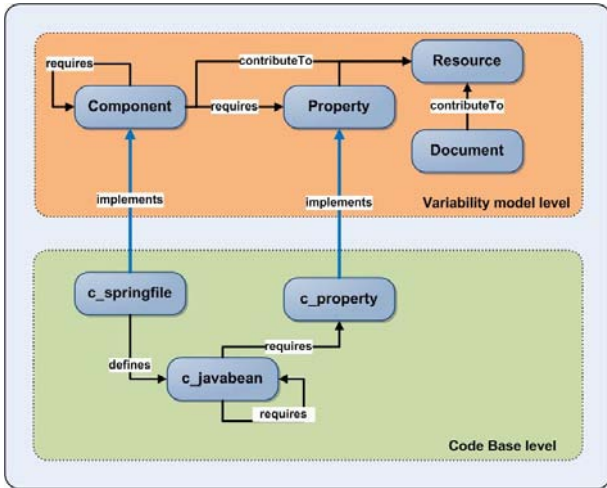 requires
contributeTo
Resource
Component
requires
Property
contributeTo
Document
implements
implements
Variability model level
c_springfile
c_property
requires
defines
c_javabean
requires
Code Base level